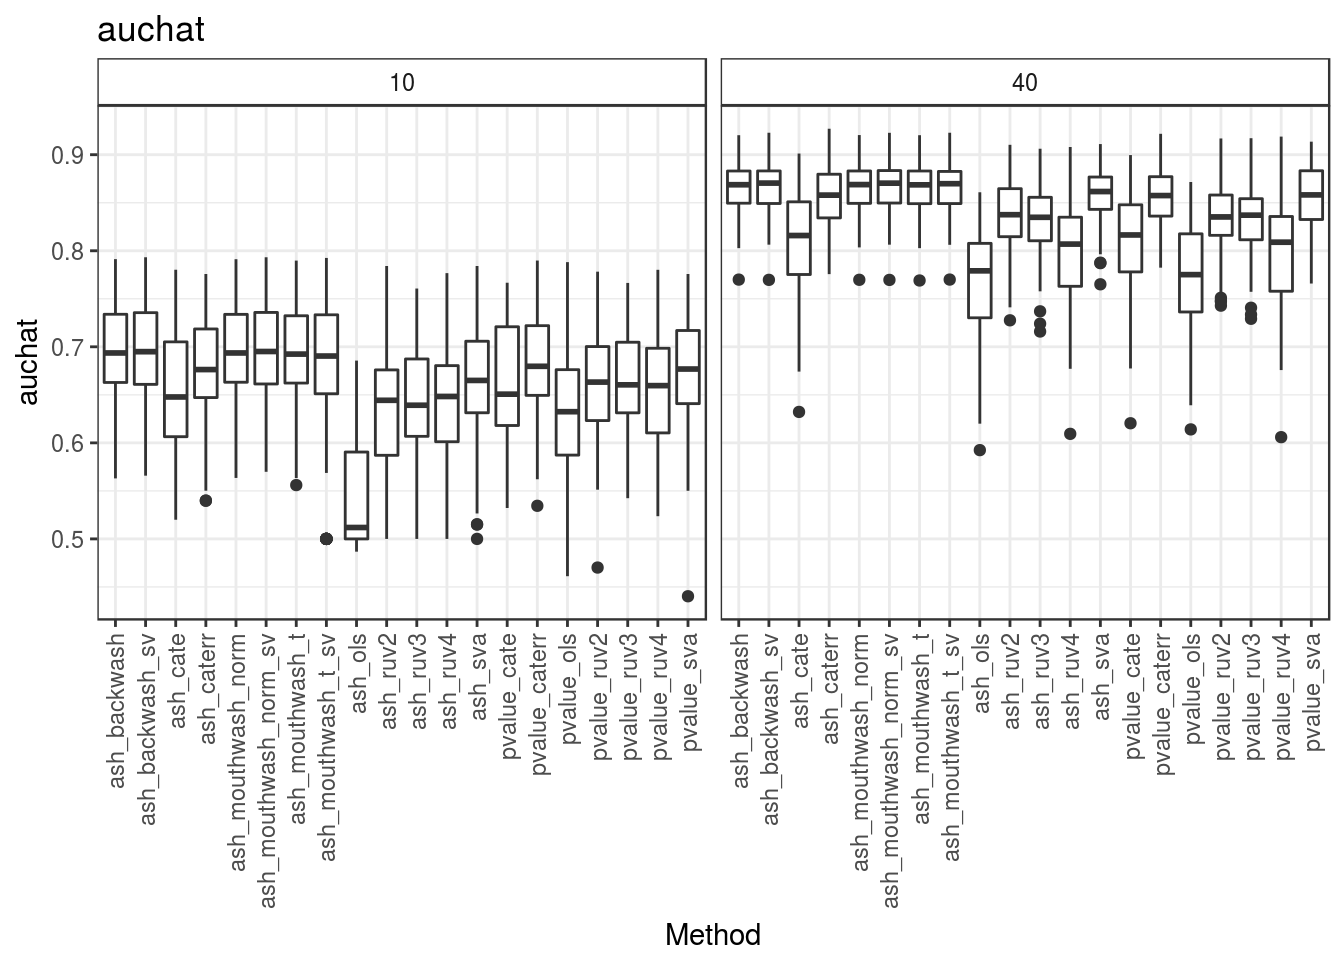 auchat
10
40
auchat
0.9
0.8
0.7
0.6
0.5
ash_backwash
ash_backwash_sv
ash_cate
ash_caterr
ash_mouthwash_norm
ash_mouthwash_norm_sv
ash_mouthwash_t
ash_mouthwash_t_sv
ash_ols
ash_ruv2
ash_ruv3
ash_ruv4
ash_sva
pvalue_cate
pvalue_caterr
pvalue_ols
pvalue_ruv2
pvalue_ruv3
pvalue_ruv4
pvalue_sva
ash_backwash
ash_backwash_sv
ash_cate
ash_caterr
ash_mouthwash_norm
ash_mouthwash_norm_sv
ash_mouthwash_t
ash_mouthwash_t_sv
ash_ols
ash_ruv2
ash_ruv3
ash_ruv4
ash_sva
pvalue_cate
pvalue_caterr
pvalue_ols
pvalue_ruv2
pvalue_ruv3
pvalue_ruv4
pvalue_sva
Method